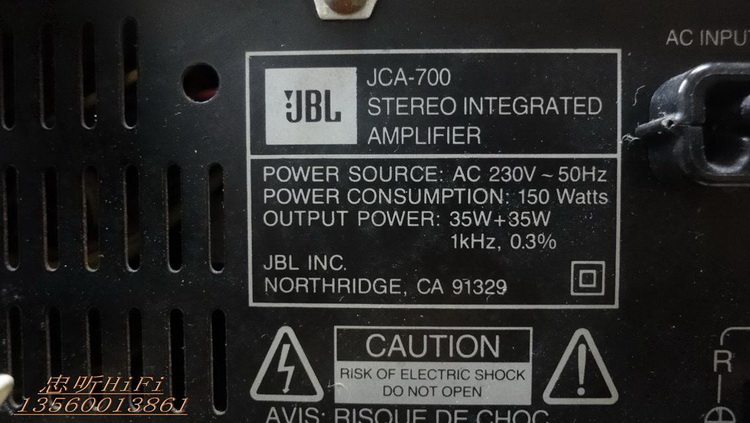 AC INPU
JBL
JCA-700
STEREO INTEGRATED
AMPLIFIER
POWER SOURCE: AC 230V ~ 50Hz
POWER CONSUMPTION: 150 Watts
OUTPUT POWER: 35W+35W
1kHz, 0.3%
JBL INC.
NORTHRIDGE, CA 91329
CAUTION
RISK OF ELECTRIC SHOCK
DO NOT OPEN
AVIS: RISQUE DE CHOC
R
忠听HiFi
13560013861